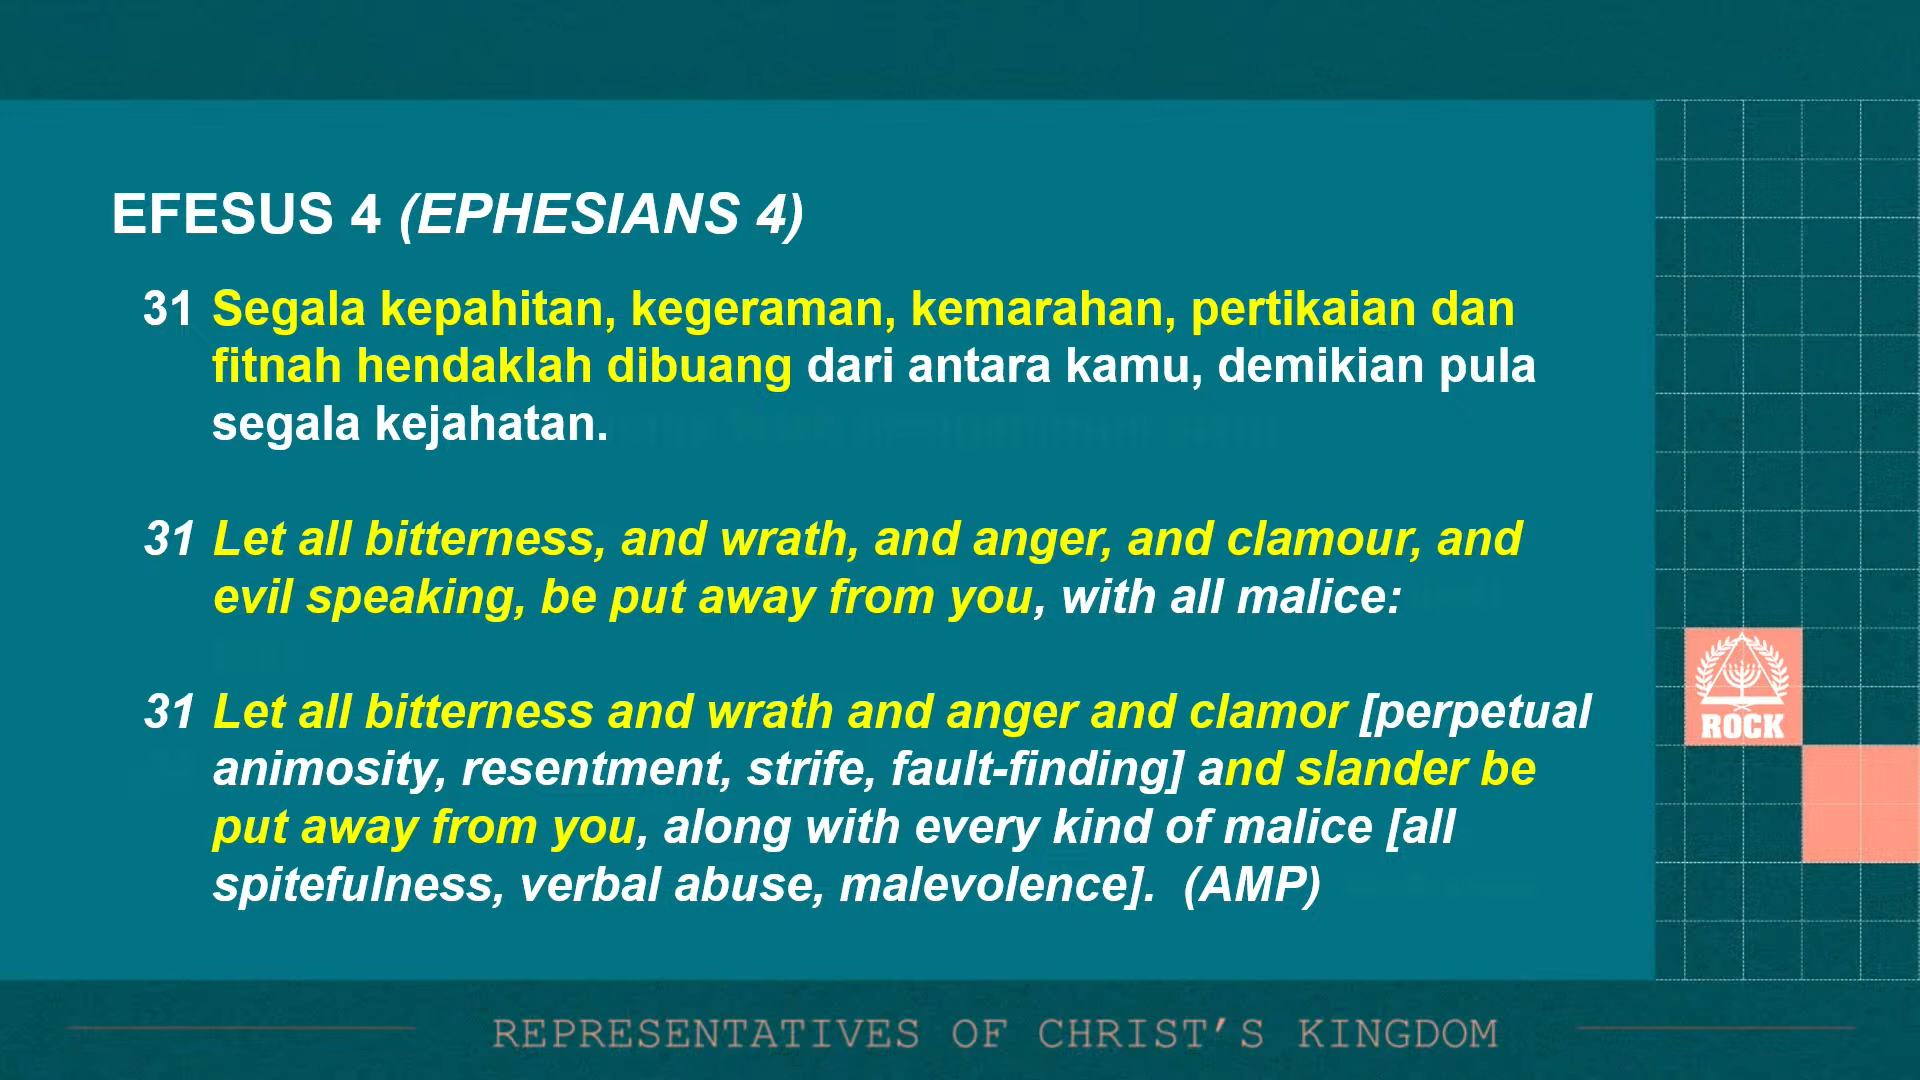 EFESUS 4 (EPHESIANS 4)
31 Segala kepahitan, kegeraman, kemarahan, pertikaian dan
fitnah hendaklah dibuang dari antara kamu, demikian pula
segala kejahatan.
31 Let all bitterness, and wrath, and anger, and clamour, and
evil speaking, be put away from you, with all malice:
31 Let all bitterness and wrath and anger and clamor [perpetual
animosity, resentment, strife, fault-finding] and slander be
put away from you, along with every kind of malice [all
spitefulness, verbal abuse, malevolence]. (AMP)
ROCK
REPRESENTATIVES OF CHRIST'S KINGDOM